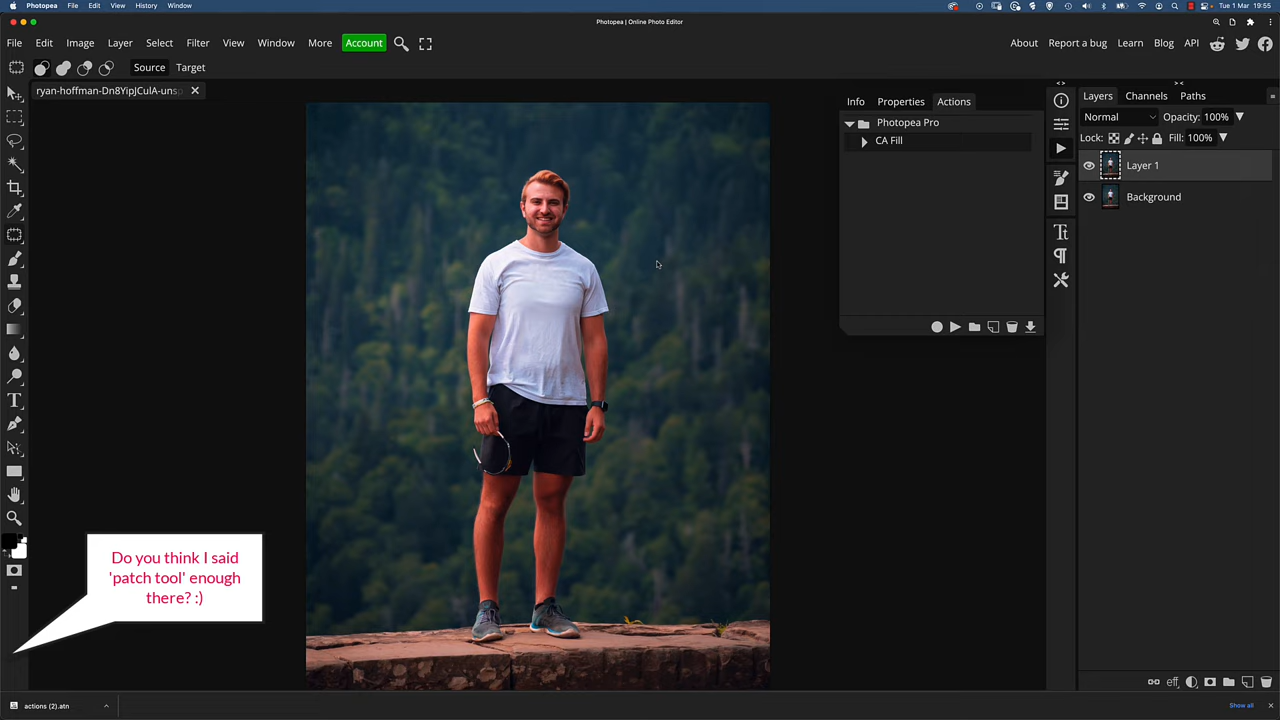 Photopea File Edit View History Window
Tue 1 Mar 19:55
Photopea | Online Photo Editor
File Edit Image Layer Select Filter View Window More Account
About Report a bug Learn Blog API
Source Target
ryan-hoffman-Dn8YipJCulA-unsp
Info Properties Actions
Photopea Pro
CA Fill
Layers Channels Paths
Normal Opacity: 100%
Lock: Fill: 100%
Layer 1
Background
Do you think I said
'patch tool' enough
there? :)
eff
actions (2).atn
Show all